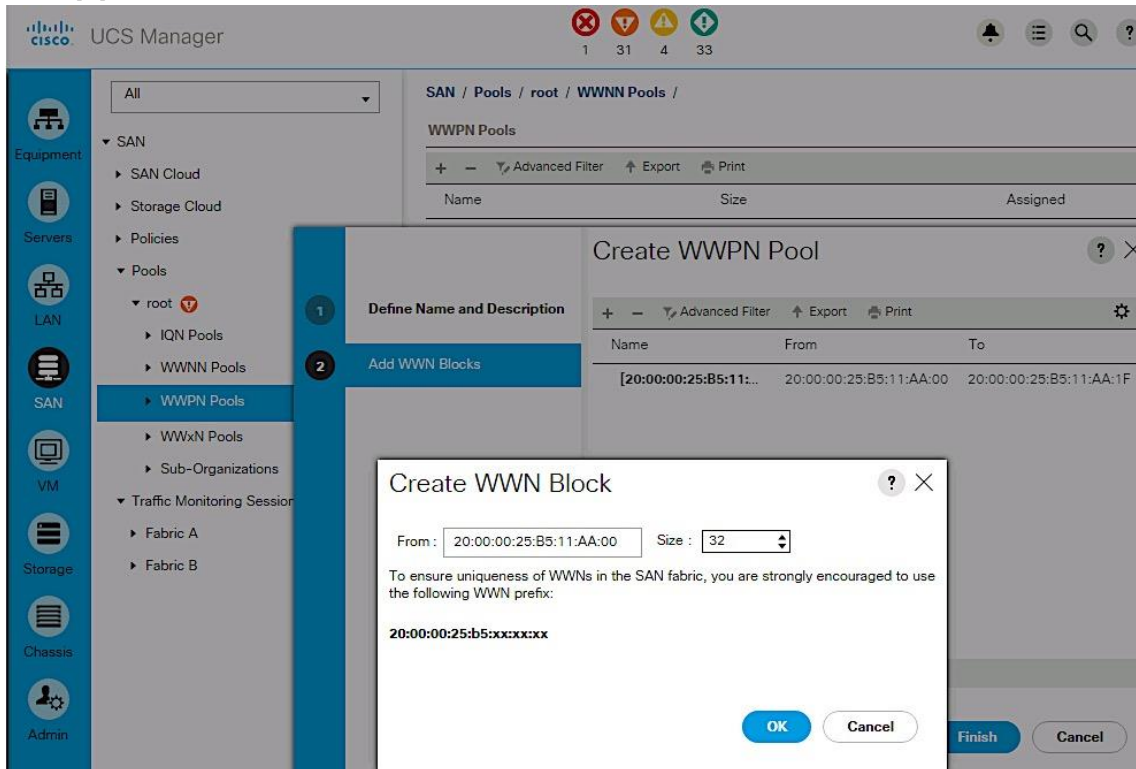 CISCO UCS Manager
1 31 4 33
?
Equipment
Servers
LAN
SAN
VM
Storage
Chassis
Admin
All
SAN
SAN Cloud
Storage Cloud
Policies
Pools
root
IQN Pools
WWNN Pools
WWPN Pools
WWxN Pools
Sub-Organizations
Traffic Monitoring Session
Fabric A
Fabric B
SAN / Pools / root / WWNN Pools /
WWPN Pools
+ − Advanced Filter Export Print
Name Size Assigned
Create WWPN Pool ? X
1 Define Name and Description
2 Add WWN Blocks
+ − Advanced Filter Export Print
Name From To
[20:00:00:25:B5:11:... 20:00:00:25:B5:11:AA:00 20:00:00:25:B5:11:AA:1F
Create WWN Block ? X
From : 20:00:00:25:B5:11:AA:00 Size : 32
To ensure uniqueness of WWNs in the SAN fabric, you are strongly encouraged to use
the following WWN prefix:
20:00:00:25:b5:xx:xx:xx
OK Cancel
Finish Cancel